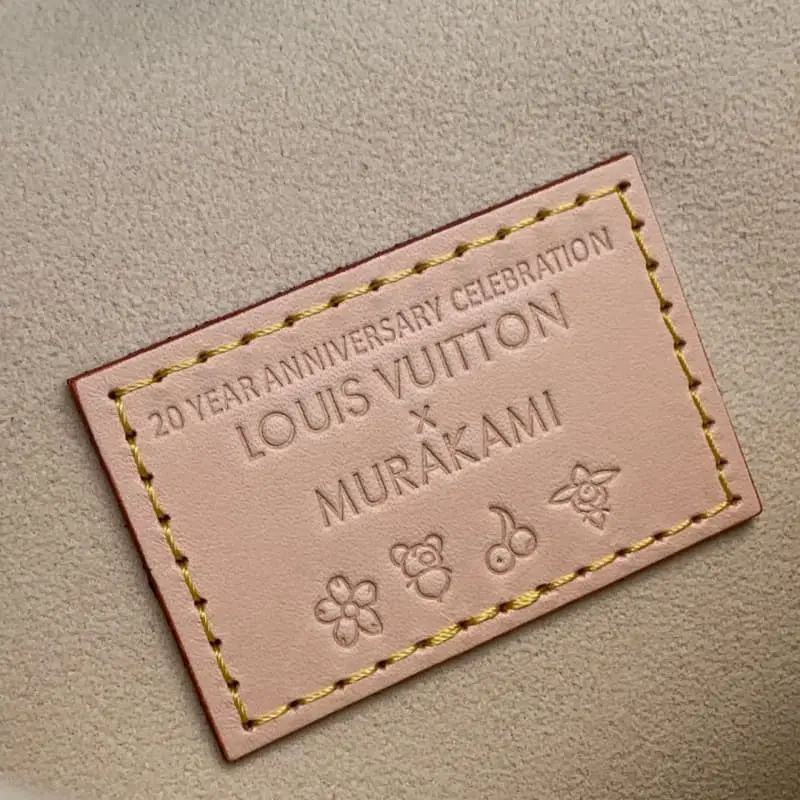 20 YEAR ANNIVERSARY CELEBRATION
LOUIS VUITTON
x
MURAKAMI